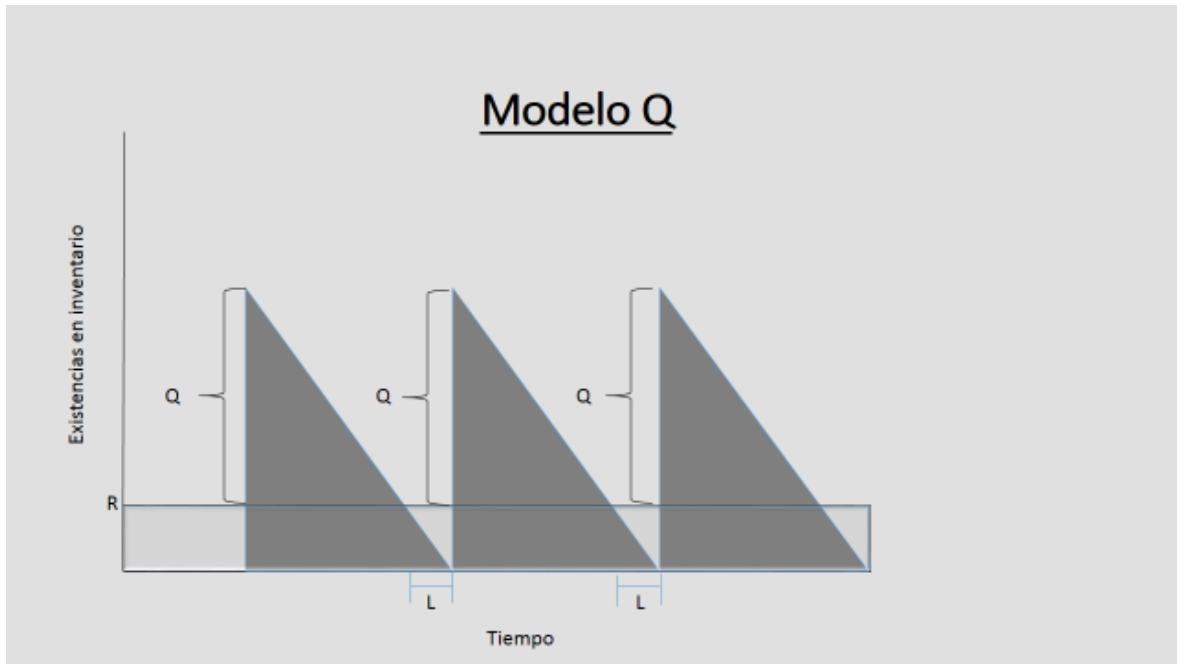 Modelo Q
Existencias en inventario
Q
Q
Q
R
L
L
Tiempo